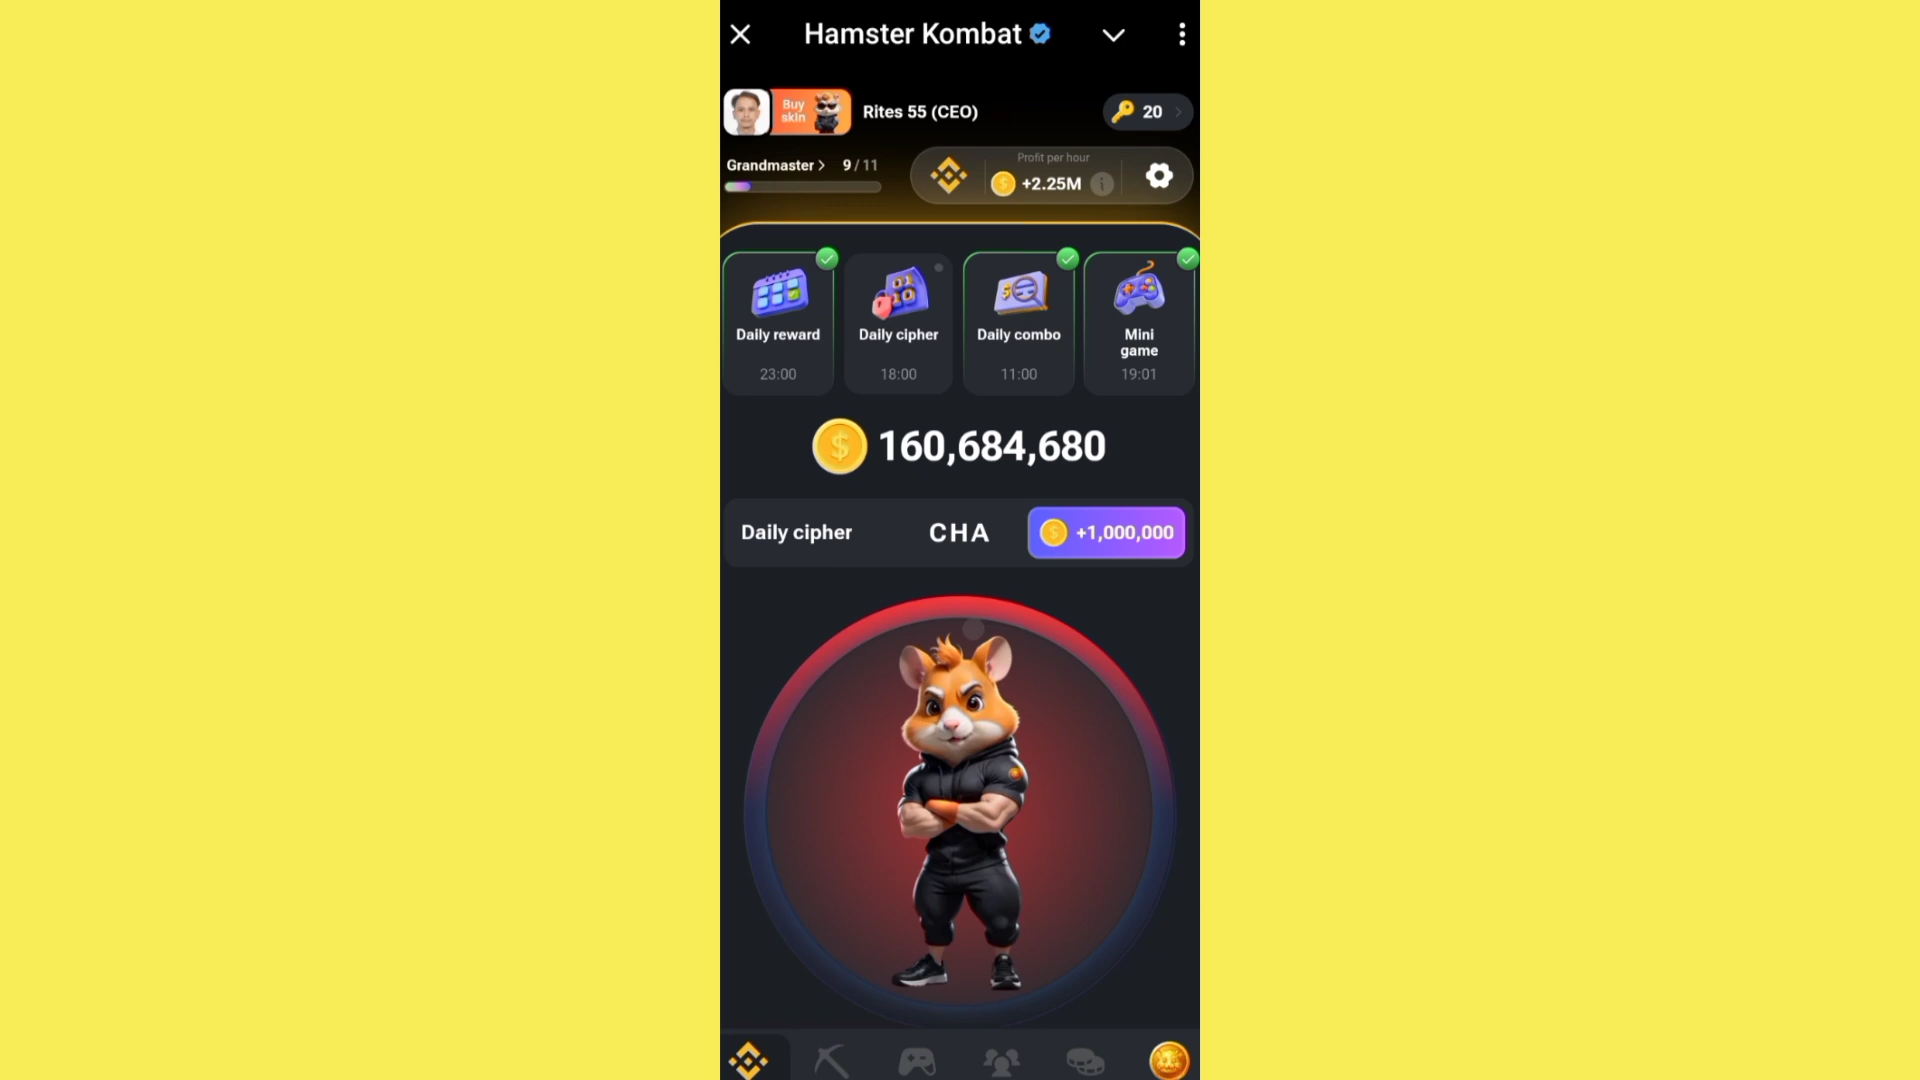 Hamster Kombat
Buy
skin
Rites 55 (CEO)
20
Grandmaster
9 / 11
Profit per hour
+2.25M
Daily reward
23:00
Daily cipher
18:00
Daily combo
11:00
Mini
game
19:01
160,684,680
Daily cipher
CHA
+1,000,000